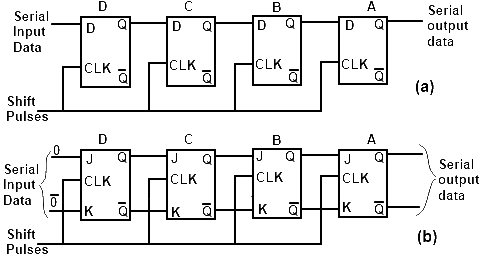 D C B A
Serial Input Data
D Q CLK Q̅
D Q CLK Q̅
D Q CLK Q̅
D Q CLK Q̅
Serial output data
(a)
Shift Pulses
D C B A
Serial Input Data
0
0̅
J Q CLK K Q̅
J Q CLK K Q̅
J Q CLK K Q̅
J Q CLK K Q̅
Serial output data
(b)
Shift Pulses